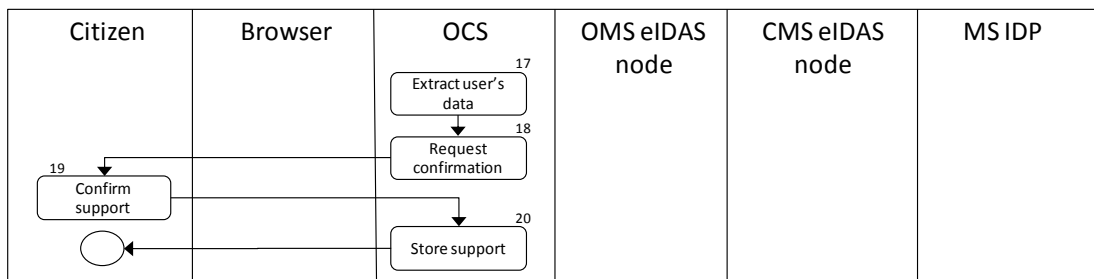 Citizen
Browser
OCS
OMS eIDAS
node
CMS eIDAS
node
MS IDP
17
Extract user's
data
18
Request
confirmation
19
Confirm
support
20
Store support